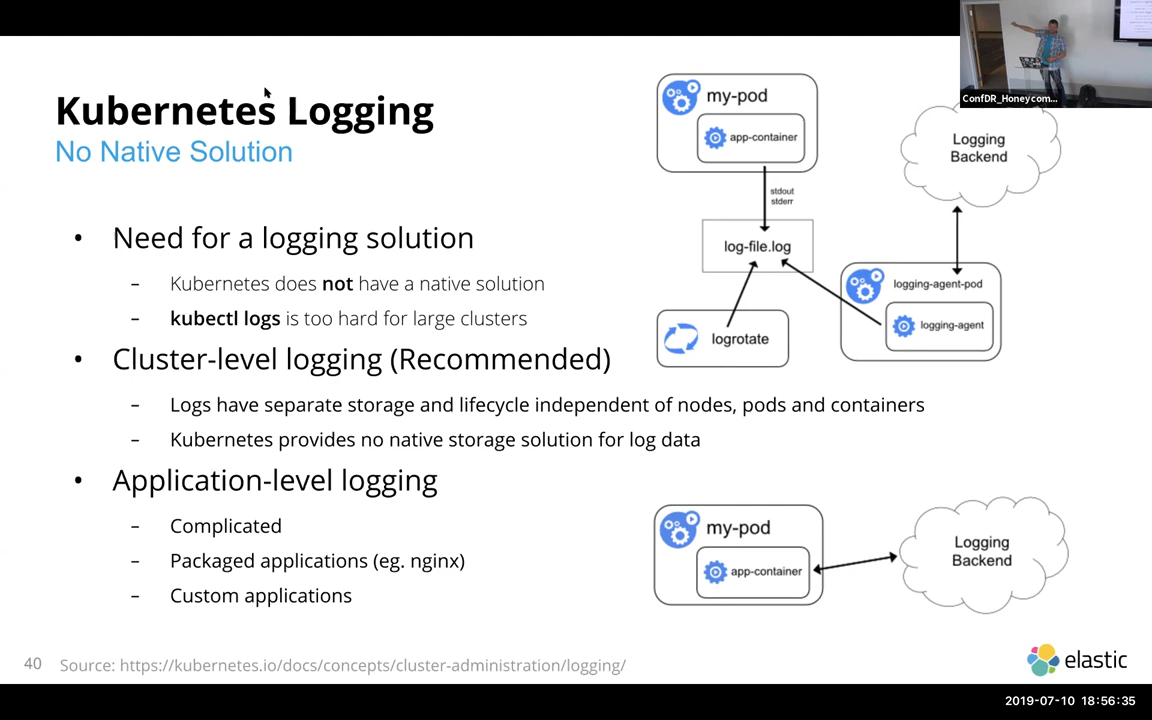 Kubernetes Logging
No Native Solution
• Need for a logging solution
– Kubernetes does not have a native solution
– kubectl logs is too hard for large clusters
• Cluster-level logging (Recommended)
– Logs have separate storage and lifecycle independent of nodes, pods and containers
– Kubernetes provides no native storage solution for log data
• Application-level logging
– Complicated
– Packaged applications (eg. nginx)
– Custom applications
my-pod
app-container
stdout
stderr
log-file.log
logrotate
Logging
Backend
logging-agent-pod
logging-agent
my-pod
app-container
Logging
Backend
ConfDR_Honeycom...
40
Source: https://kubernetes.io/docs/concepts/cluster-administration/logging/
elastic
2019-07-10 18:56:35